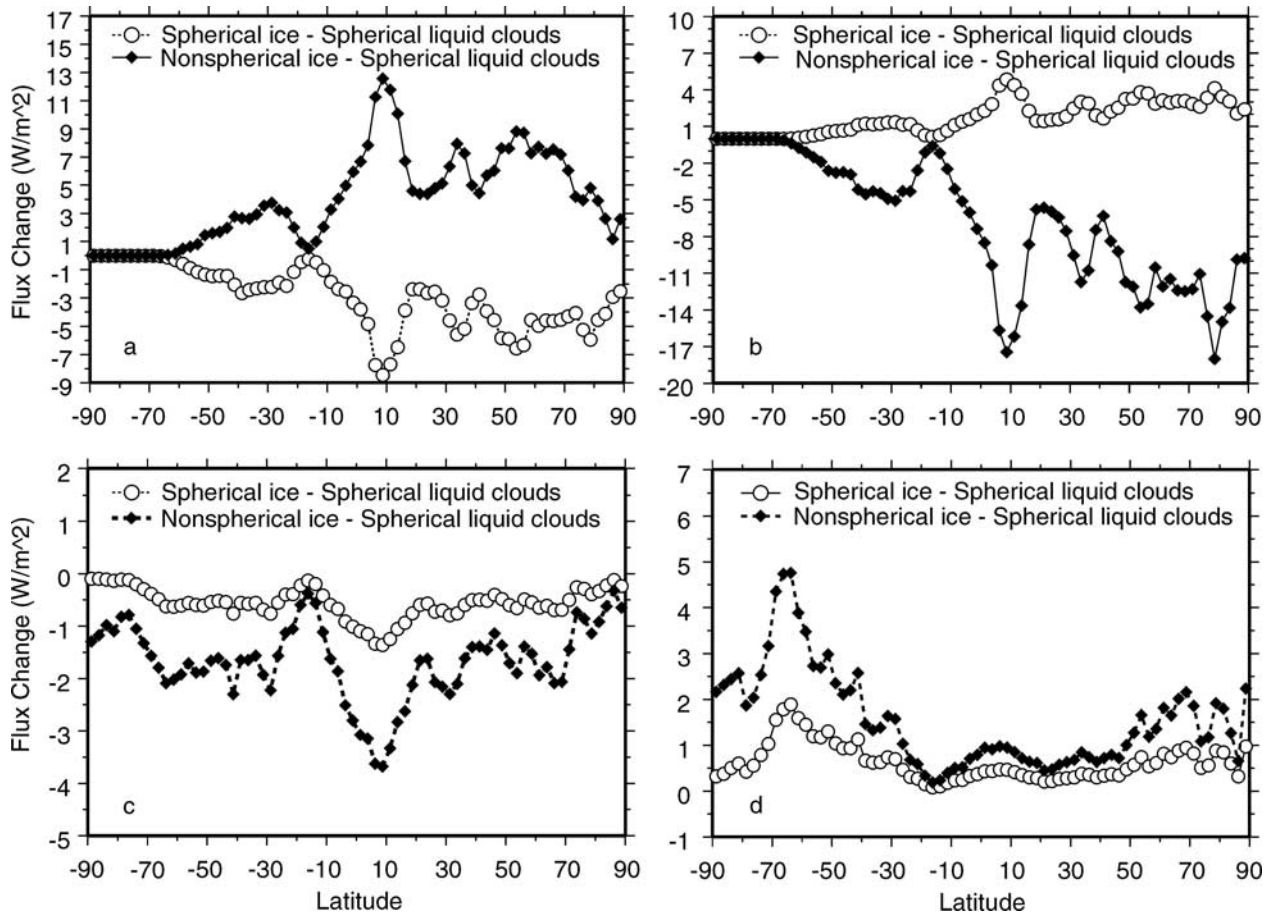 17
15
13
11
9
7
5
3
1
-1
-3
-5
-7
-9
Flux Change (W/m^2)
Spherical ice - Spherical liquid clouds
Nonspherical ice - Spherical liquid clouds
a
-90 -70 -50 -30 -10 10 30 50 70 90
10
7
4
1
-2
-5
-8
-11
-14
-17
-20
Spherical ice - Spherical liquid clouds
Nonspherical ice - Spherical liquid clouds
b
-90 -70 -50 -30 -10 10 30 50 70 90
2
1
0
-1
-2
-3
-4
-5
Flux Change (W/m^2)
Spherical ice - Spherical liquid clouds
Nonspherical ice - Spherical liquid clouds
c
-90 -70 -50 -30 -10 10 30 50 70 90
Latitude
7
6
5
4
3
2
1
0
-1
Spherical ice - Spherical liquid clouds
Nonspherical ice - Spherical liquid clouds
d
-90 -70 -50 -30 -10 10 30 50 70 90
Latitude